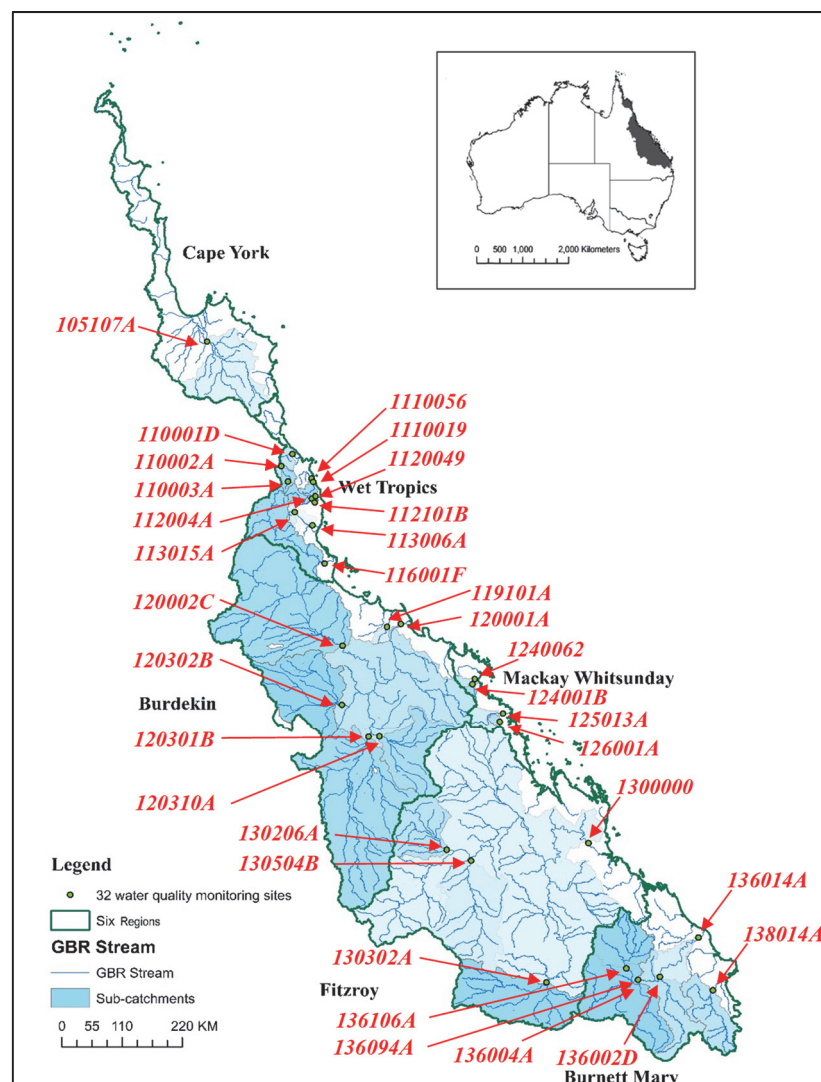 0 500 1,000 2,000 Kilometers
Cape York
105107A
1110056
110001D
1110019
110002A
1120049
110003A
Wet Tropics
112004A
112101B
113015A
113006A
116001F
119101A
120002C
120001A
1240062
120302B
Mackay Whitsunday
124001B
Burdekin
125013A
120301B
126001A
120310A
1300000
130206A
130504B
Legend
32 water quality monitoring sites
136014A
Six Regions
138014A
GBR Stream
130302A
GBR Stream
Fitzroy
Sub-catchments
136106A
0 55 110 220 KM
136094A
136004A
136002D
Burnett Mary